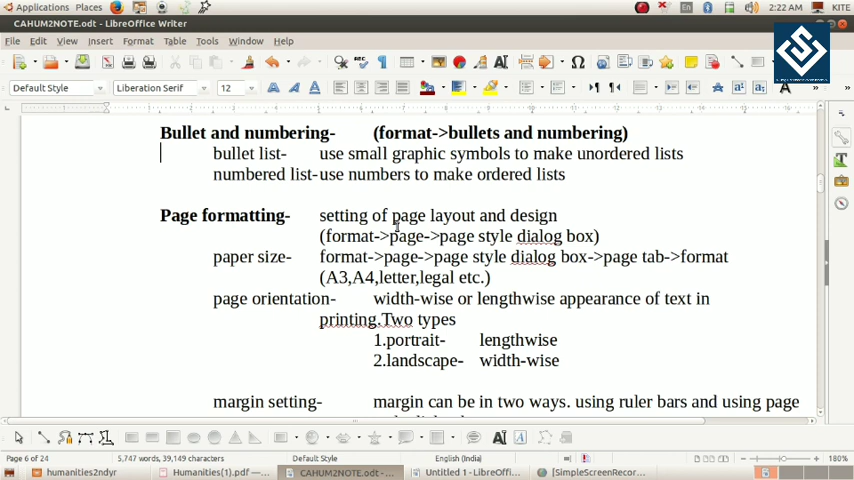 Applications Places 2:22 AM KITE
CAHUM2NOTE.odt - LibreOffice Writer
File Edit View Insert Format Table Tools Window Help
Default Style Liberation Serif 12
Bullet and numbering- (format->bullets and numbering)
bullet list- use small graphic symbols to make unordered lists
numbered list-use numbers to make ordered lists
Page formatting- setting of page layout and design
(format->page->page style dialog box)
paper size- format->page->page style dialog box->page tab->format
(A3,A4,letter,legal etc.)
page orientation- width-wise or lengthwise appearance of text in
printing.Two types
1.portrait- lengthwise
2.landscape- width-wise
margin setting- margin can be in two ways. using ruler bars and using page
Page 6 of 24 5,747 words, 39,149 characters Default Style English (India) 180%
humanities2ndyr Humanities(1).pdf —... CAHUM2NOTE.odt -... Untitled 1 - LibreOffi... [SimpleScreenRecor...